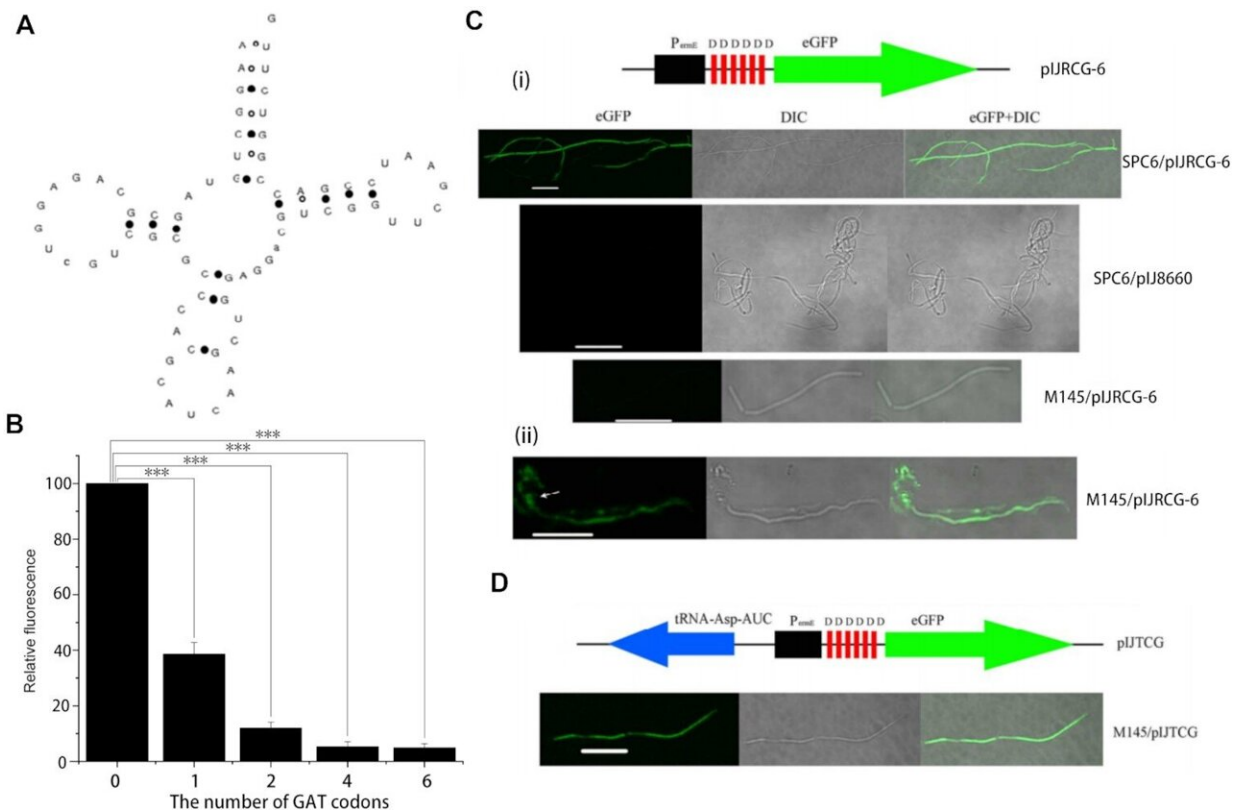 A
B
***
***
***
***
Relative fluorescence
100
80
60
40
20
0
0 1 2 4 6
The number of GAT codons
C
(i)
PermE D D D D D D eGFP
pIJRCG-6
eGFP DIC eGFP+DIC
SPC6/pIJRCG-6
SPC6/pIJ8660
M145/pIJRCG-6
(ii)
M145/pIJRCG-6
D
tRNA-Asp-AUC PermE D D D D D D eGFP
pIJTCG
M145/pIJTCG